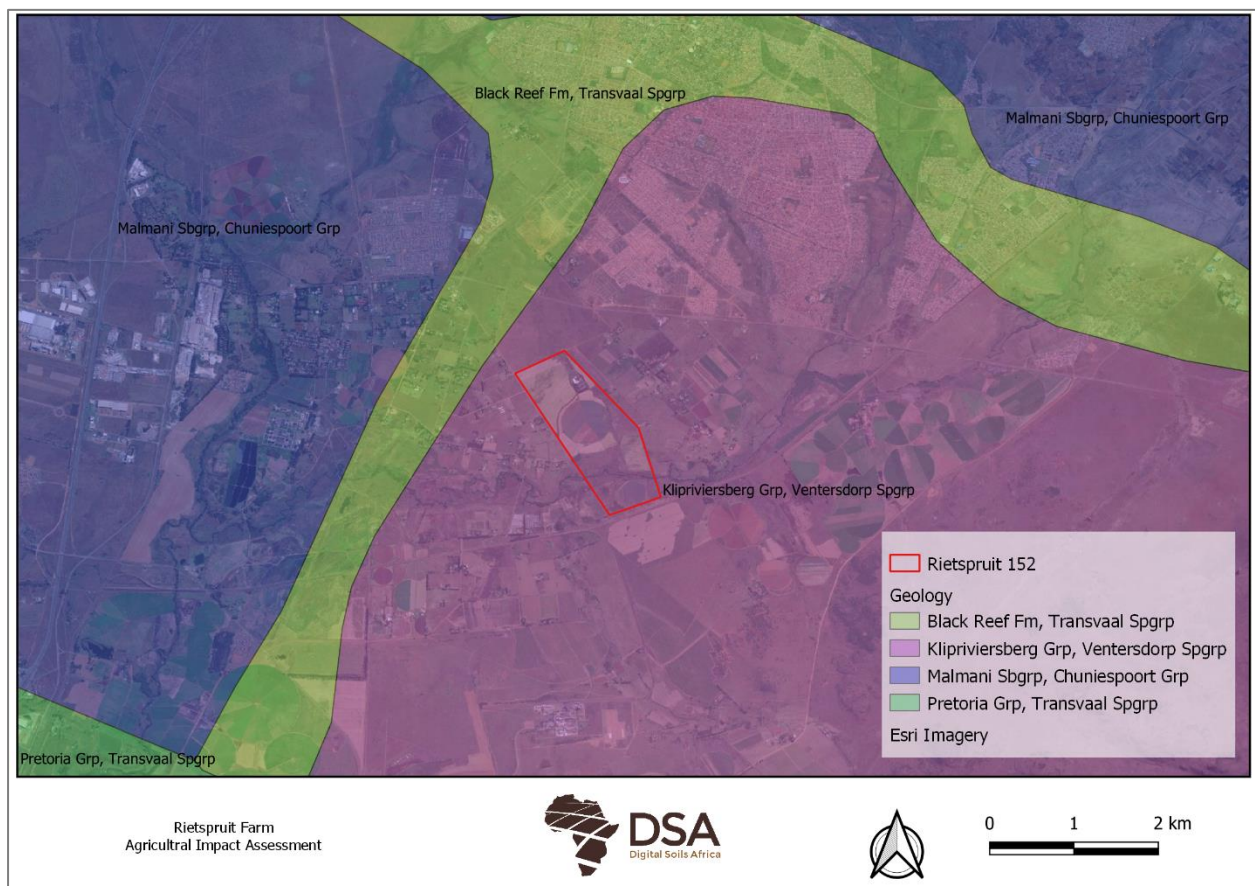 Black Reef Fm, Transvaal Spgrp
Malmani Sbgrp, Chuniespoort Grp
Malmani Sbgrp, Chuniespoort Grp
Klipriviersberg Grp, Ventersdorp Spgrp
Pretoria Grp, Transvaal Spgrp
Rietspruit 152
Geology
Black Reef Fm, Transvaal Spgrp
Klipriviersberg Grp, Ventersdorp Spgrp
Malmani Sbgrp, Chuniespoort Grp
Pretoria Grp, Transvaal Spgrp
Esri Imagery
Rietspruit Farm
Agricultral Impact Assessment
DSA
Digital Soils Africa
0 1 2 km